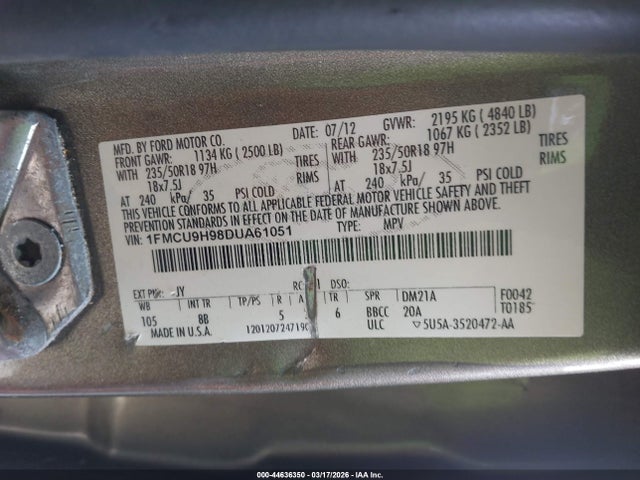 MFD. BY FORD MOTOR CO.
DATE: 07/12 GVWR: 2195 KG ( 4840 LB)
FRONT GAWR: 1134 KG ( 2500 LB) REAR GAWR: 1067 KG ( 2352 LB)
WITH 235/50R18 97H TIRES WITH 235/50R18 97H TIRES
18x7.5J RIMS 18x7.5J RIMS
AT 240 kPa/ 35 PSI COLD AT 240 kPa/ 35 PSI COLD
THIS VEHICLE CONFORMS TO ALL APPLICABLE FEDERAL MOTOR VEHICLE SAFETY AND THEFT
PREVENTION STANDARDS IN EFFECT ON THE DATE OF MANUFACTURE SHOWN ABOVE.
VIN: 1FMCU9H98DUA61051 TYPE: MPV
EXT JY RC: DSO: F0042
WB INT TR TP/PS R A TR SPR DM21A T0185
105 8B 5 6 BBCC 20A
MADE IN U.S.A. ULC ▽5U5A-3520472-AA
000-44636350 - 03/17/2026 - IAAC Inc.